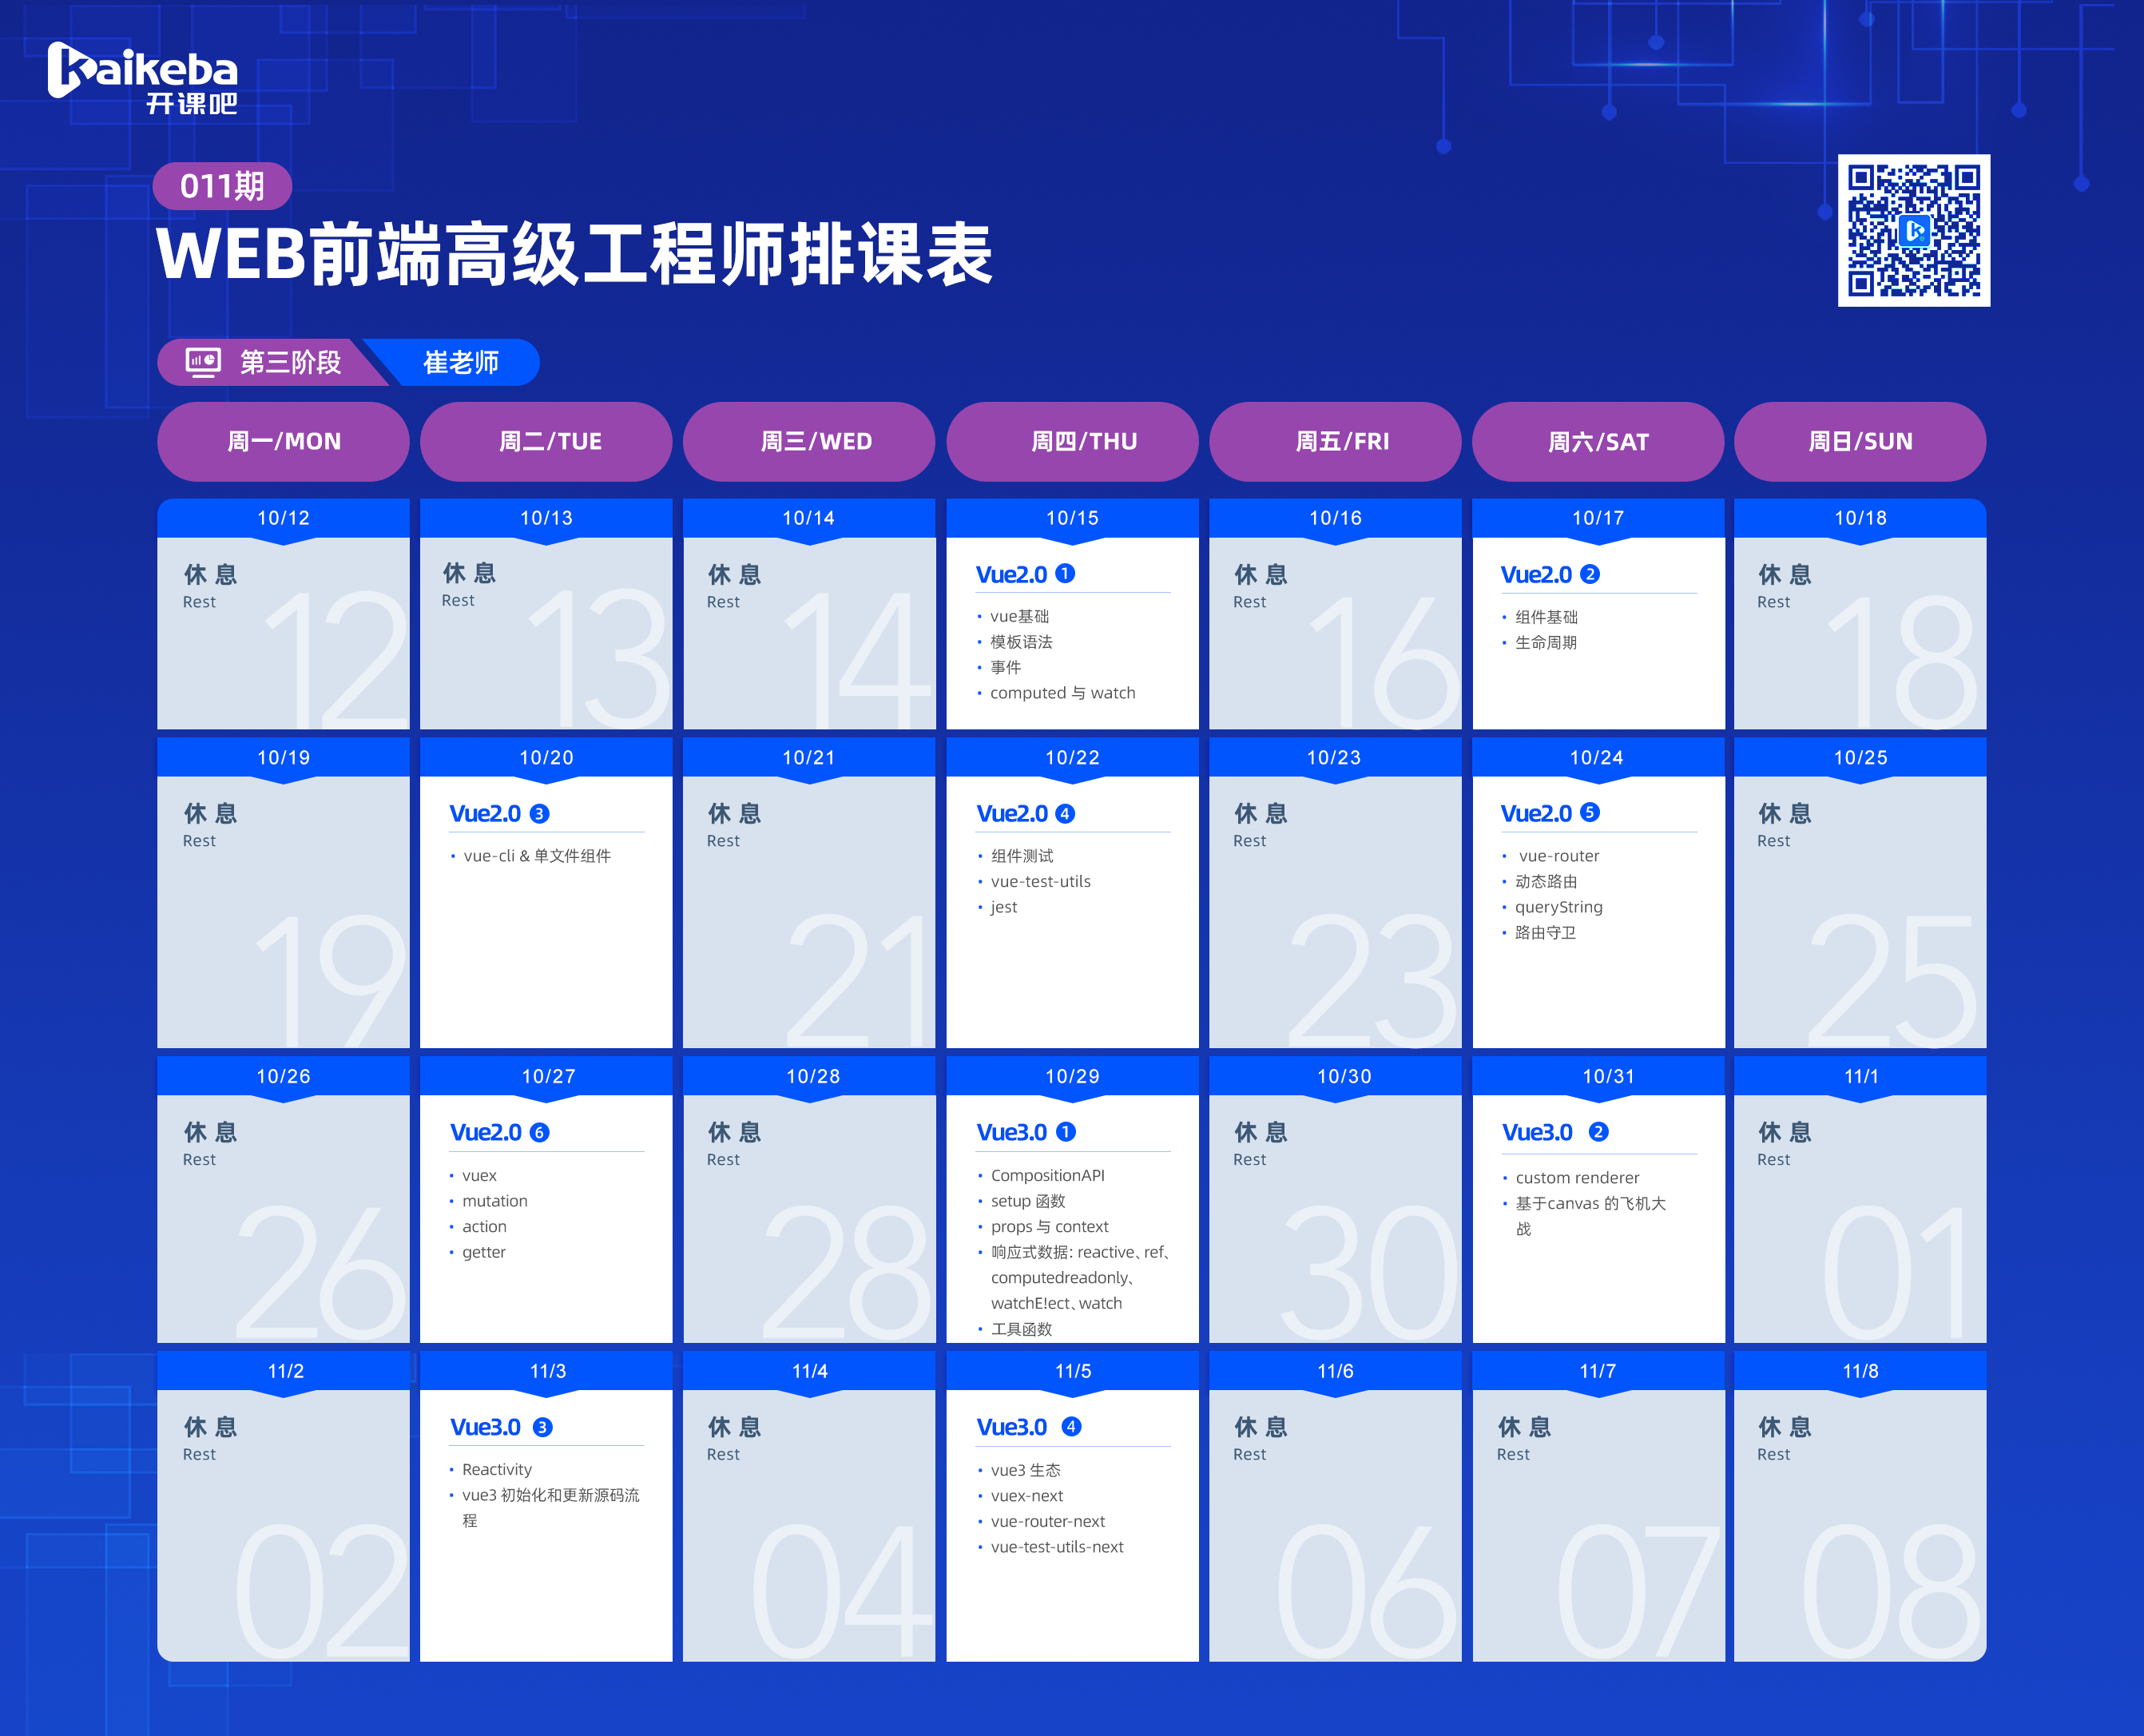 kaikeba
开课吧
011期
WEB前端高级工程师排课表
第三阶段 崔老师
周一/MON 周二/TUE 周三/WED 周四/THU 周五/FRI 周六/SAT 周日/SUN
10/12
休息
Rest
12
10/13
休息
Rest
13
10/14
休息
Rest
14
10/15
Vue2.0 1
• vue基础
• 模板语法
• 事件
• computed 与 watch
10/16
休息
Rest
16
10/17
Vue2.0 2
• 组件基础
• 生命周期
10/18
休息
Rest
18
10/19
休息
Rest
19
10/20
Vue2.0 3
• vue-cli & 单文件组件
10/21
休息
Rest
21
10/22
Vue2.0 4
• 组件测试
• vue-test-utils
• jest
10/23
休息
Rest
23
10/24
Vue2.0 5
• vue-router
• 动态路由
• queryString
• 路由守卫
10/25
休息
Rest
25
10/26
休息
Rest
26
10/27
Vue2.0 6
• vuex
• mutation
• action
• getter
10/28
休息
Rest
28
10/29
Vue3.0 1
• CompositionAPI
• setup 函数
• props 与 context
• 响应式数据：reactive、ref、
computedreadonly、
watchE!ect、watch
• 工具函数
10/30
休息
Rest
30
10/31
Vue3.0 2
• custom renderer
• 基于canvas 的飞机大
战
11/1
休息
Rest
01
11/2
休息
Rest
02
11/3
Vue3.0 3
• Reactivity
• vue3 初始化和更新源码流
程
11/4
休息
Rest
04
11/5
Vue3.0 4
• vue3 生态
• vuex-next
• vue-router-next
• vue-test-utils-next
11/6
休息
Rest
06
11/7
休息
Rest
07
11/8
休息
Rest
08